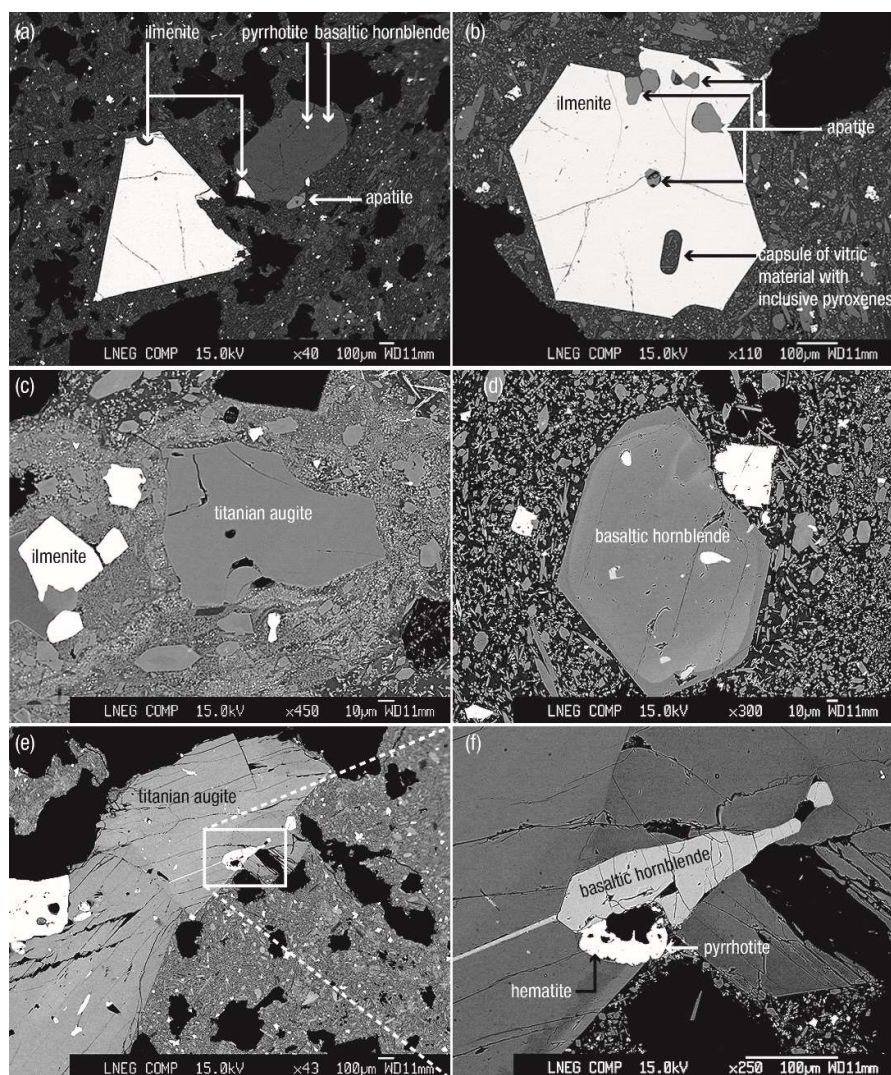 (a)
ilmenite
pyrrhotite
basaltic hornblende
apatite
LNEG COMP 15.0kV ×40 100µm WD11mm
(b)
ilmenite
apatite
capsule of vitric
material with
inclusive pyroxenes
LNEG COMP 15.0kV ×110 100µm WD11mm
(c)
titanian augite
ilmenite
LNEG COMP 15.0kV ×450 10µm WD11mm
(d)
basaltic hornblende
LNEG COMP 15.0kV ×300 10µm WD11mm
(e)
titanian augite
LNEG COMP 15.0kV ×43 100µm WD11mm
(f)
basaltic hornblende
pyrrhotite
hematite
LNEG COMP 15.0kV ×250 100µm WD11mm